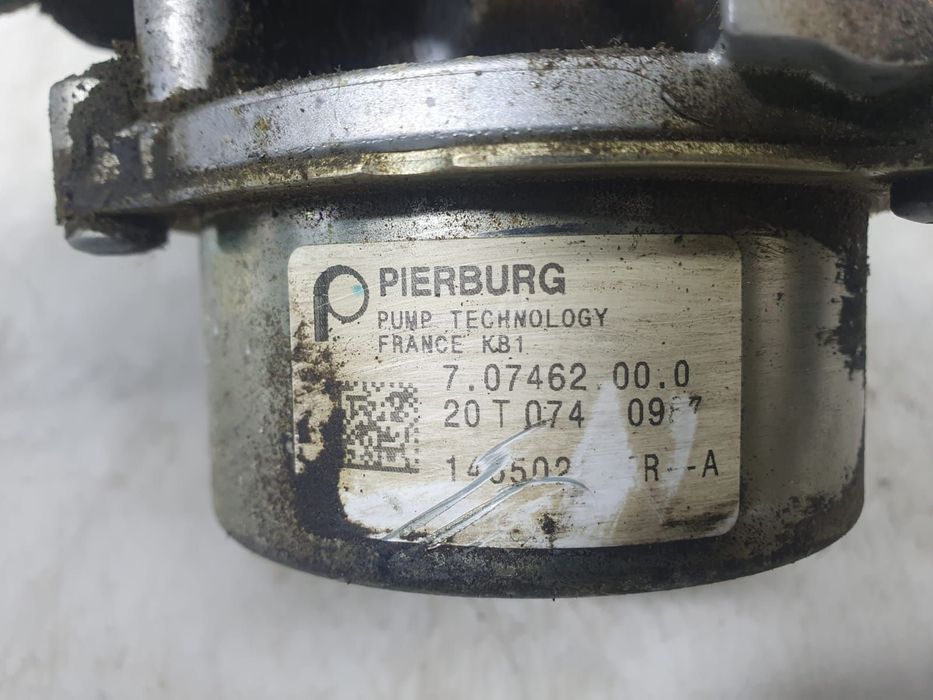 PIERBURG
PUMP TECHNOLOGY
FRANCE KB1
7.07462 00.0
20 T 074